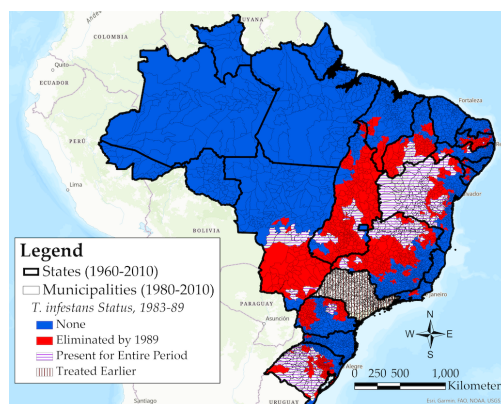 GUYANA
COLOMBIA
Quito
ECUADOR
Fortaleza
PERÚ
Lima
BOLIVIA
PARAGUAY
Asunción
Santiago
URUGUAY
Legend
States (1960-2010)
Municipalities (1980-2010)
T. infestans Status, 1983-89
None
Eliminated by 1989
Present for Entire Period
Treated Earlier
N
W E
S
0 250 500 1,000
Kilometers
Esri, Garmin, FAO, NOAA, USGS